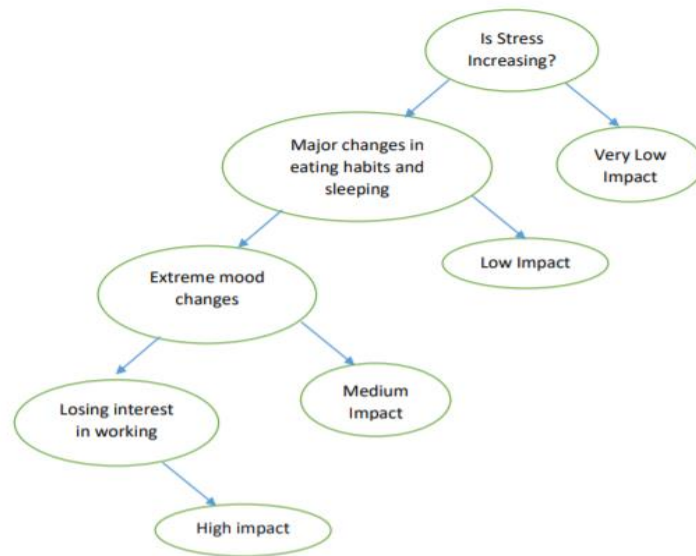 Is Stress
Increasing?
Major changes in
eating habits and
sleeping
Very Low
Impact
Low Impact
Extreme mood
changes
Medium
Impact
Losing interest
in working
High impact